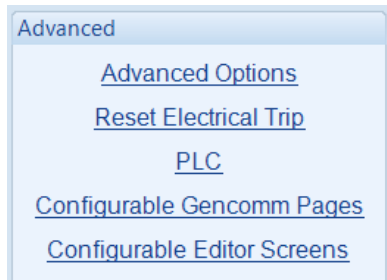 Advanced
Advanced Options
Reset Electrical Trip
PLC
Configurable Gencomm Pages
Configurable Editor Screens